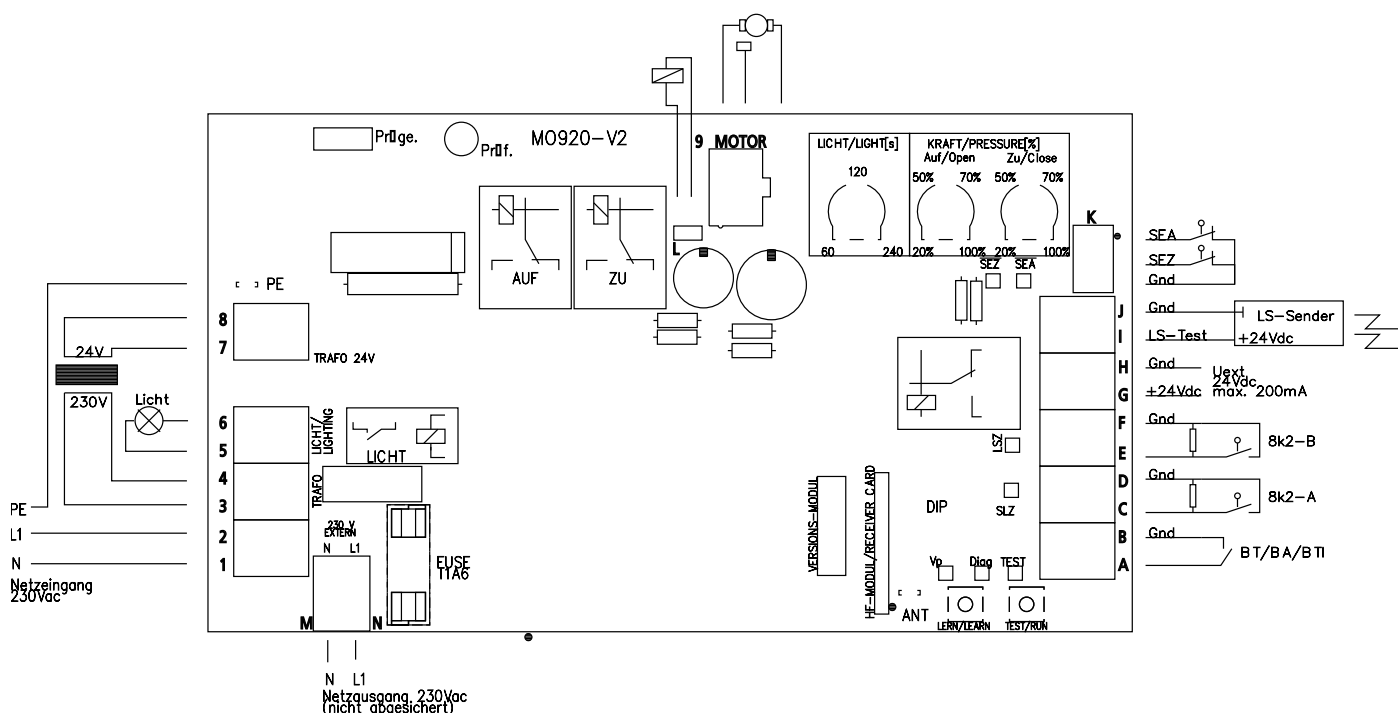 Prüge.
Prüf.
MO920-V2
9 MOTOR
LICHT/LIGHT[s]
120
60
240
KRAFT/PRESSURE[%]
Auf/Open
Zu/Close
50%
70%
50%
70%
20%
100%
20%
100%
K
L
AUF
ZU
SEZ
SEA
SEA
SEZ
Gnd
PE
8
7
TRAFO 24V
24V
230V
Licht
6
5
LICHT/
LIGHTING
LICHT
4
3
TRAFO
2
1
230 V
EXTERN
N
L1
FUSE
T1A6
M
N
PE
L1
N
Netzeingang
230Vac
N
L1
Netzausgang 230Vac
(nicht abgesichert)
VERSIONS-MODUL
HF-MODUL/RECEIVER CARD
ANT
DIP
LSZ
SLZ
Vp
Diag
TEST
LERN/LEARN
TEST/RUN
J
Gnd
LS-Sender
I
LS-Test
+24Vdc
H
Gnd
Uext
24Vdc
G
+24Vdc
max. 200mA
F
Gnd
E
8k2-B
D
Gnd
C
8k2-A
B
Gnd
A
BT/BA/BTI